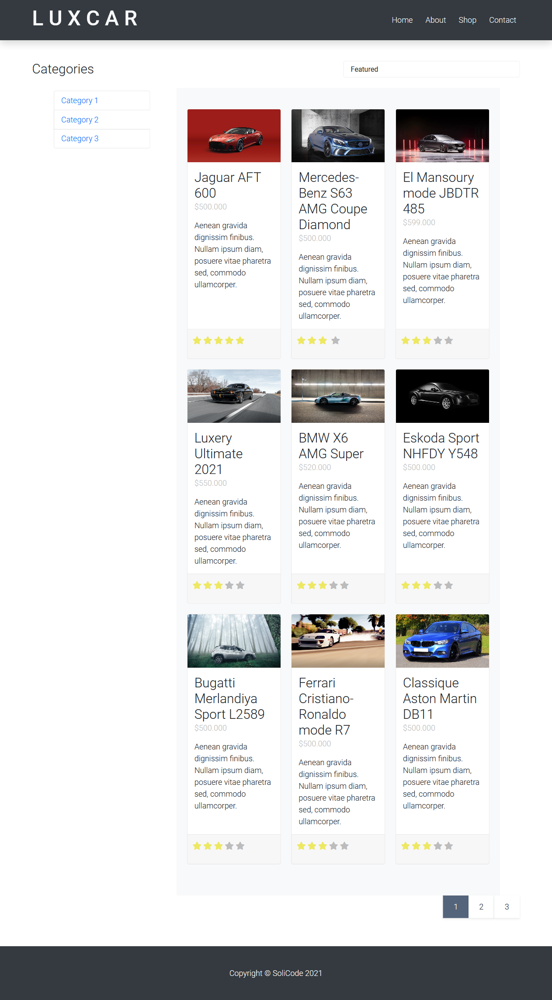 LUXCAR
Home
About
Shop
Contact
Categories
Featured
Category 1
Category 2
Category 3
Jaguar AFT
600
$500.000
Aenean gravida
dignissim finibus.
Nullam ipsum diam,
posuere vitae pharetra
sed, commodo
ullamcorper.
Mercedes-
Benz S63
AMG Coupe
Diamond
$500.000
Aenean gravida
dignissim finibus.
Nullam ipsum diam,
posuere vitae pharetra
sed, commodo
ullamcorper.
El Mansoury
mode JBDTR
485
$599.000
Aenean gravida
dignissim finibus.
Nullam ipsum diam,
posuere vitae pharetra
sed, commodo
ullamcorper.
Luxery
Ultimate
2021
$550.000
Aenean gravida
dignissim finibus.
Nullam ipsum diam,
posuere vitae pharetra
sed, commodo
ullamcorper.
BMW X6
AMG Super
$520.000
Aenean gravida
dignissim finibus.
Nullam ipsum diam,
posuere vitae pharetra
sed, commodo
ullamcorper.
Eskoda Sport
NHFDY Y548
$500.000
Aenean gravida
dignissim finibus.
Nullam ipsum diam,
posuere vitae pharetra
sed, commodo
ullamcorper.
Bugatti
Merlandiya
Sport L2589
$500.000
Aenean gravida
dignissim finibus.
Nullam ipsum diam,
posuere vitae pharetra
sed, commodo
ullamcorper.
Ferrari
Cristiano-
Ronaldo
mode R7
$500.000
Aenean gravida
dignissim finibus.
Nullam ipsum diam,
posuere vitae pharetra
sed, commodo
ullamcorper.
Classique
Aston Martin
DB11
$500.000
Aenean gravida
dignissim finibus.
Nullam ipsum diam,
posuere vitae pharetra
sed, commodo
ullamcorper.
1
2
3
Copyright © SoliCode 2021